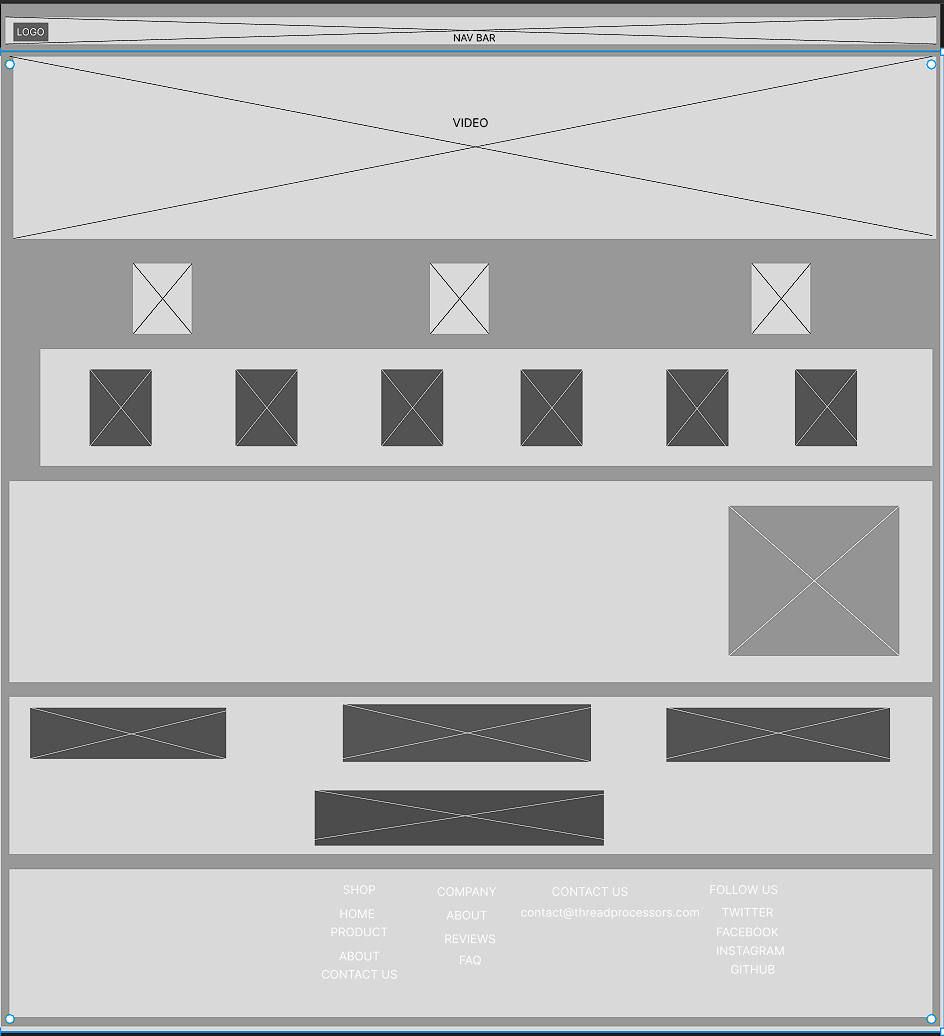 LOGO
NAV BAR
VIDEO
SHOP
HOME
PRODUCT
ABOUT
CONTACT US
COMPANY
ABOUT
REVIEWS
FAQ
CONTACT US
contact@threadprocessors.com
FOLLOW US
TWITTER
FACEBOOK
INSTAGRAM
GITHUB